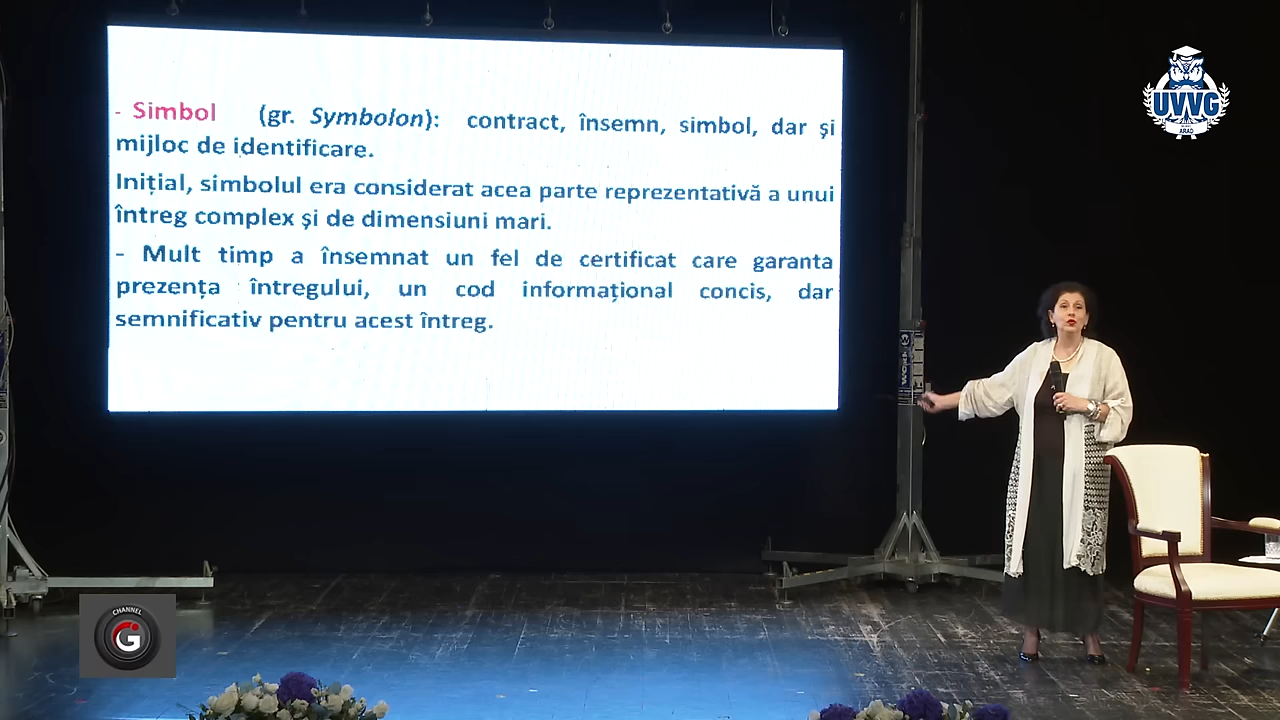 - Simbol (gr. Symbolon): contract, însemn, simbol, dar și
mijloc de identificare.
Inițial, simbolul era considerat acea parte reprezentativă a unui
întreg complex și de dimensiuni mari.
- Mult timp a însemnat un fel de certificat care garanta
prezența întregului, un cod informațional concis, dar
semnificativ pentru acest întreg.
UVVG
ARAD
WORK
CHANNEL
G